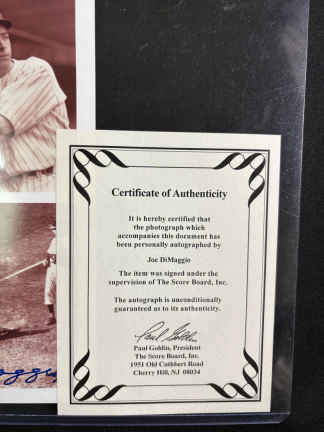 Certificate of Authenticity
It is hereby certified that
the photograph which
accompanies this document has
been personally autographed by
Joe DiMaggio
The item was signed under the
supervision of The Score Board, Inc.
The autograph is unconditionally
guaranteed as to its authenticity.
Paul Goldin
Paul Goldin, President
The Score Board, Inc.
1951 Old Cuthbert Road
Cherry Hill, NJ 08034